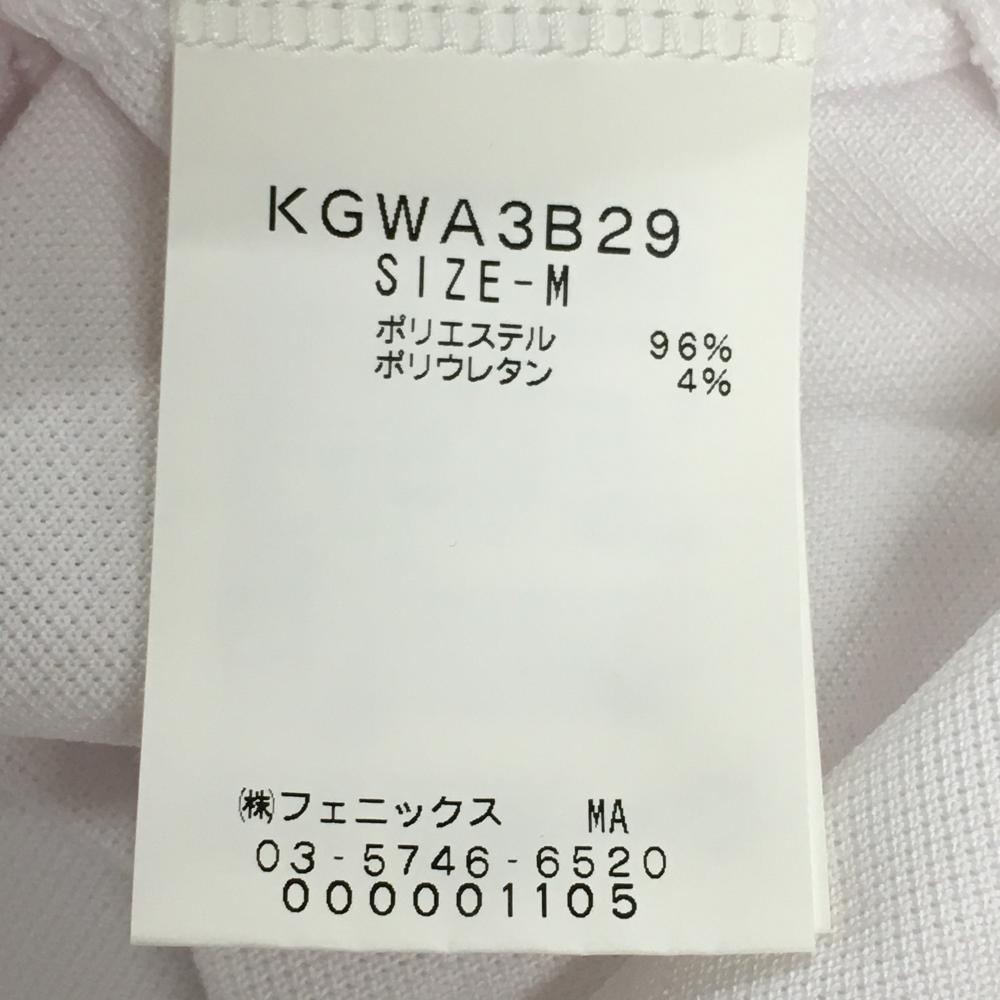 KGWA3B29
SIZE-M
ポリエステル 96%
ポリウレタン 4%
㈱フェニックス MA
03-5746-6520
000001105